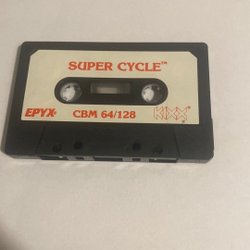 SUPER CYCLE™
EPYX®
CBM 64/128
KIXX